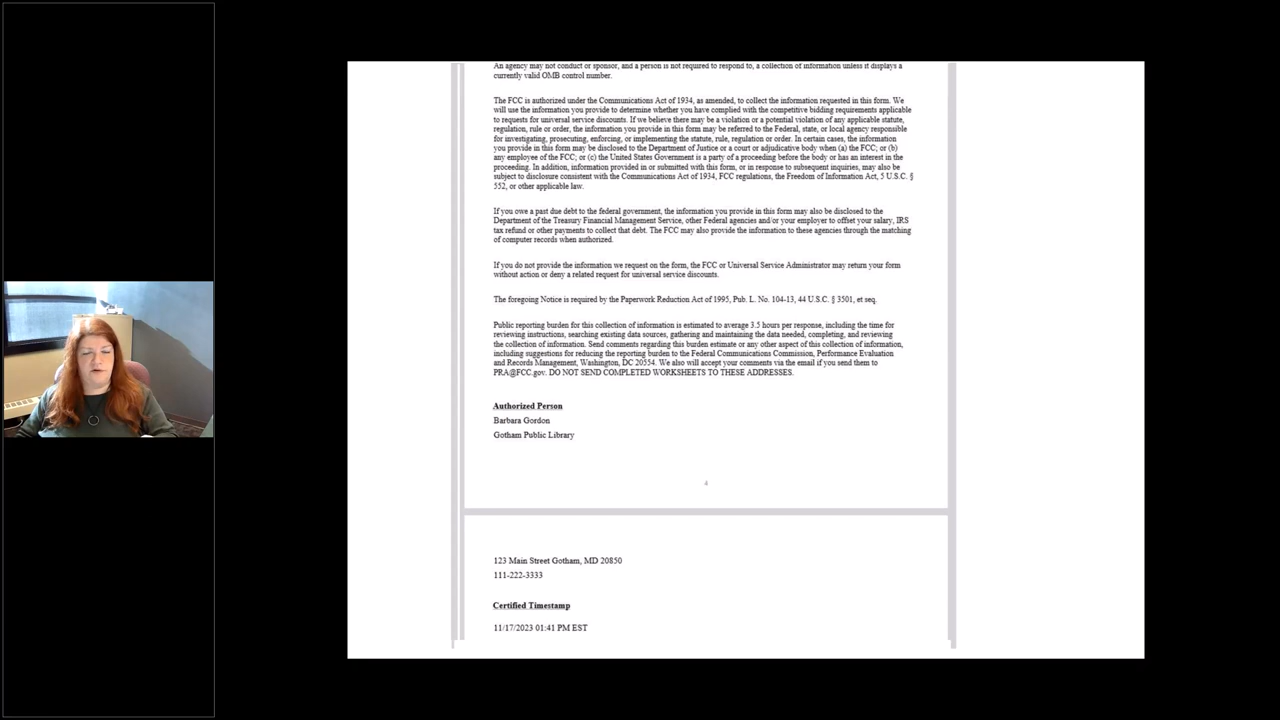 An agency may not conduct or sponsor, and a person is not required to respond to, a collection of information unless it displays a
currently valid OMB control number.
The FCC is authorized under the Communications Act of 1934, as amended, to collect the information requested in this form. We
will use the information you provide to determine whether you have complied with the competitive bidding requirements applicable
to requests for universal service discounts. If we believe there may be a violation or a potential violation of any applicable statute,
regulation, rule or order, the information you provide in this form may be referred to the Federal, state, or local agency responsible
for investigating, prosecuting, enforcing, or implementing the statute, rule, regulation or order. In certain cases, the information
you provide in this form may be disclosed to the Department of Justice or a court or adjudicative body when (a) the FCC; or (b)
any employee of the FCC; or (c) the United States Government is a party of a proceeding before the body or has an interest in the
proceeding. In addition, information provided in or submitted with this form, or in response to subsequent inquiries, may also be
subject to disclosure consistent with the Communications Act of 1934, FCC regulations, the Freedom of Information Act, 5 U.S.C. §
552, or other applicable law.
If you owe a past due debt to the federal government, the information you provide in this form may also be disclosed to the
Department of the Treasury Financial Management Service, other Federal agencies and/or your employer to offset your salary, IRS
tax refund or other payments to collect that debt. The FCC may also provide the information to these agencies through the matching
of computer records when authorized.
If you do not provide the information we request on the form, the FCC or Universal Service Administrator may return your form
without action or deny a related request for universal service discounts.
The foregoing Notice is required by the Paperwork Reduction Act of 1995, Pub. L. No. 104-13, 44 U.S.C. § 3501, et seq.
Public reporting burden for this collection of information is estimated to average 3.5 hours per response, including the time for
reviewing instructions, searching existing data sources, gathering and maintaining the data needed, completing, and reviewing
the collection of information. Send comments regarding this burden estimate or any other aspect of this collection of information,
including suggestions for reducing the reporting burden to the Federal Communications Commission, Performance Evaluation
and Records Management, Washington, DC 20554. We also will accept your comments via the email if you send them to
PRA@FCC.gov. DO NOT SEND COMPLETED WORKSHEETS TO THESE ADDRESSES.
Authorized Person
Barbara Gordon
Gotham Public Library
4
123 Main Street Gotham, MD 20850
111-222-3333
Certified Timestamp
11/17/2023 01:41 PM EST